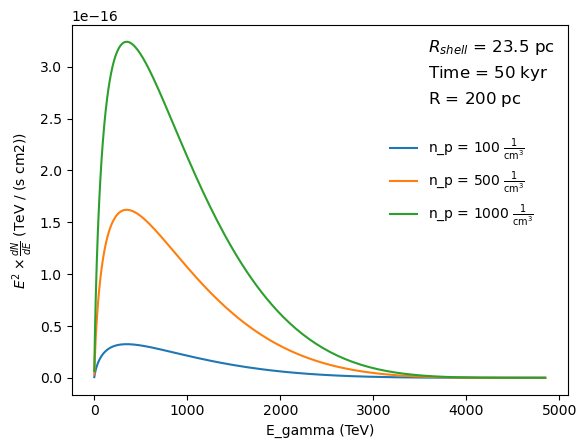 1e−16
R_shell = 23.5 pc
Time = 50 kyr
R = 200 pc
n_p = 100 1/cm³
n_p = 500 1/cm³
n_p = 1000 1/cm³
E² × dN/dE (TeV / (s cm2))
3.0
2.5
2.0
1.5
1.0
0.5
0.0
0 1000 2000 3000 4000 5000
E_gamma (TeV)